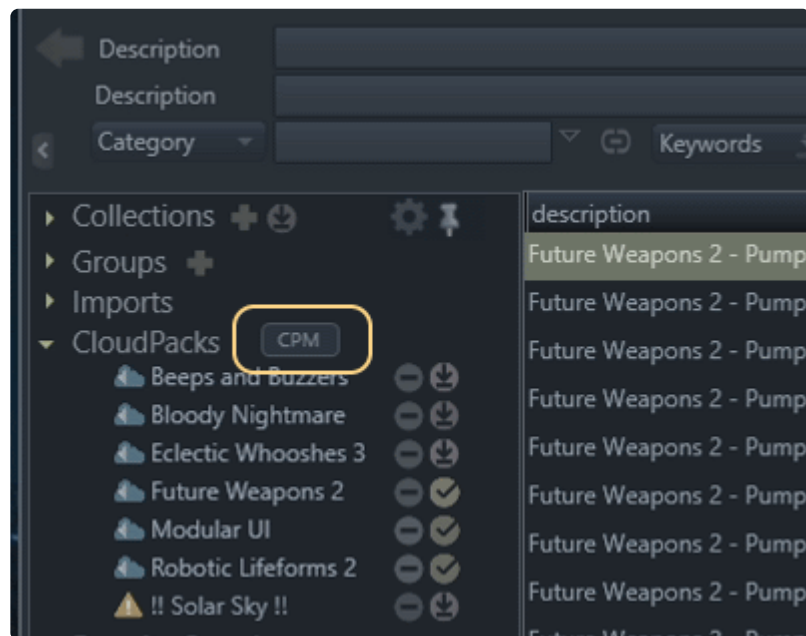 Description
Description
Category
Keywords
Collections
Groups
Imports
CloudPacks CPM
Beeps and Buzzers
Bloody Nightmare
Eclectic Whooshes 3
Future Weapons 2
Modular UI
Robotic Lifeforms 2
!! Solar Sky !!
description
Future Weapons 2 - Pump
Future Weapons 2 - Pump
Future Weapons 2 - Pump
Future Weapons 2 - Pump
Future Weapons 2 - Pump
Future Weapons 2 - Pump
Future Weapons 2 - Pump
Future Weapons 2 - Pump